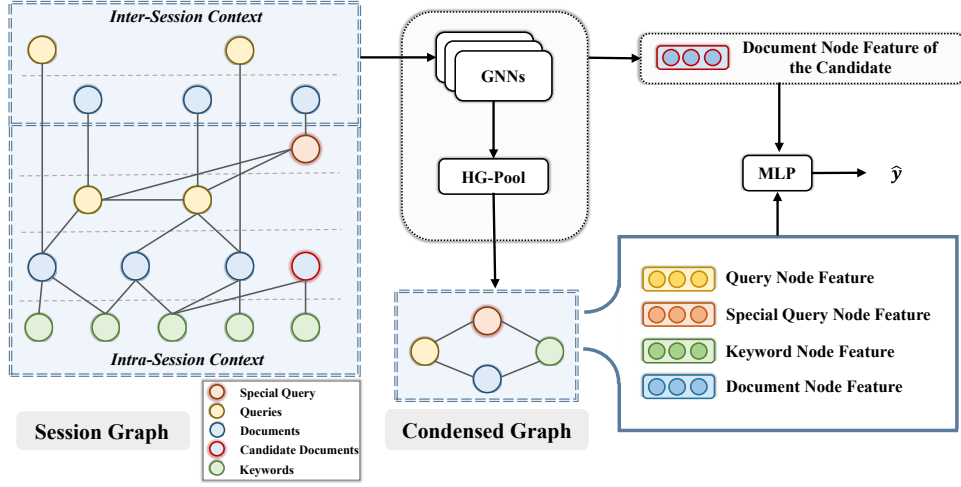 Inter-Session Context
Intra-Session Context
Special Query
Queries
Documents
Candidate Documents
Keywords
Session Graph
GNNs
HG-Pool
Condensed Graph
Document Node Feature of
the Candidate
MLP
ŷ
Query Node Feature
Special Query Node Feature
Keyword Node Feature
Document Node Feature